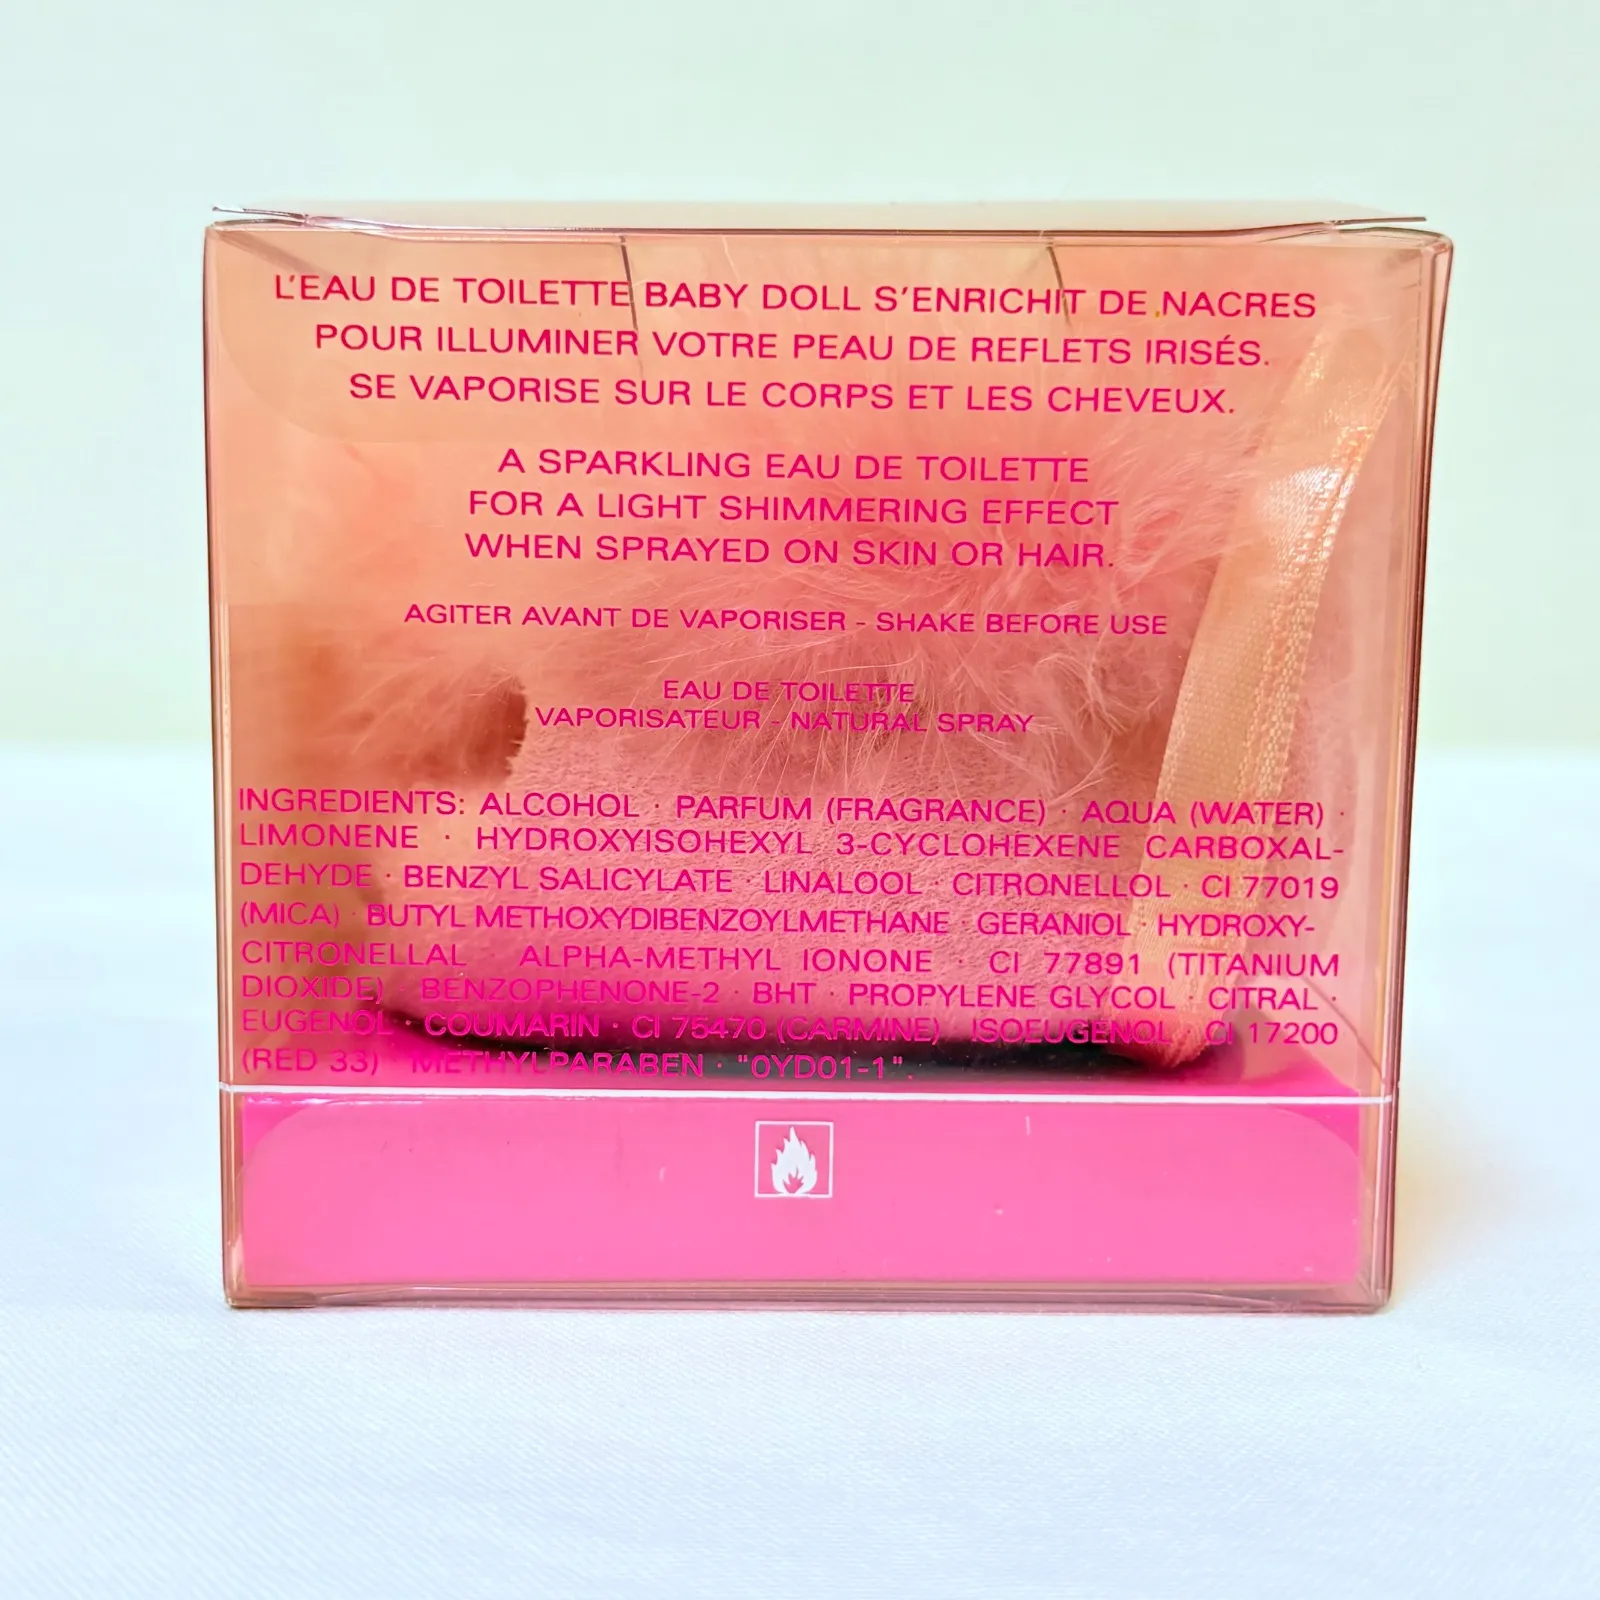 L'EAU DE TOILETTE BABY DOLL S'ENRICHIT DE NACRES
POUR ILLUMINER VOTRE PEAU DE REFLETS IRISÉS.
SE VAPORISE SUR LE CORPS ET LES CHEVEUX.
A SPARKLING EAU DE TOILETTE
FOR A LIGHT SHIMMERING EFFECT
WHEN SPRAYED ON SKIN OR HAIR.
AGITER AVANT DE VAPORISER - SHAKE BEFORE USE
EAU DE TOILETTE
VAPORISATEUR - NATURAL SPRAY
INGREDIENTS: ALCOHOL · PARFUM (FRAGRANCE) · AQUA (WATER) ·
LIMONENE · HYDROXYISOHEXYL 3-CYCLOHEXENE CARBOXAL-
DEHYDE · BENZYL SALICYLATE · LINALOOL · CITRONELLOL · CI 77019
(MICA) · BUTYL METHOXYDIBENZOYLMETHANE · GERANIOL · HYDROXY-
CITRONELLAL · ALPHA-METHYL IONONE · CI 77891 (TITANIUM
DIOXIDE) · BENZOPHENONE-2 · BHT · PROPYLENE GLYCOL · CITRAL ·
EUGENOL · COUMARIN · CI 75470 (CARMINE) · ISOEUGENOL · CI 17200
(RED 33) · METHYLPARABEN · "0YD01-1".